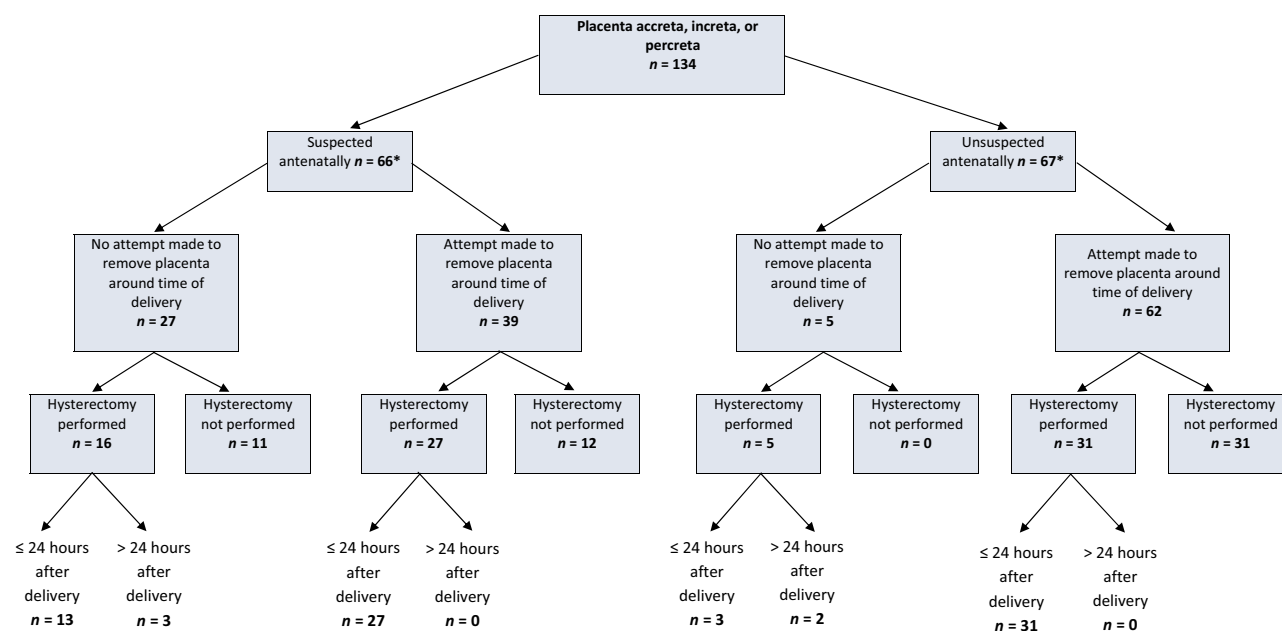 Placenta accreta, increta, or
percreta
n = 134
Suspected
antenatally n = 66*
Unsuspected
antenatally n = 67*
No attempt made to
remove placenta
around time of
delivery
n = 27
Attempt made to
remove placenta
around time of
delivery
n = 39
No attempt made to
remove placenta
around time of
delivery
n = 5
Attempt made to
remove placenta around
time of delivery
n = 62
Hysterectomy
performed
n = 16
Hysterectomy
not performed
n = 11
Hysterectomy
performed
n = 27
Hysterectomy
not performed
n = 12
Hysterectomy
performed
n = 5
Hysterectomy
not performed
n = 0
Hysterectomy
performed
n = 31
Hysterectomy
not performed
n = 31
≤ 24 hours
after
delivery
n = 13
> 24 hours
after
delivery
n = 3
≤ 24 hours
after
delivery
n = 27
> 24 hours
after
delivery
n = 0
≤ 24 hours
after
delivery
n = 3
> 24 hours
after
delivery
n = 2
≤ 24 hours
after
delivery
n = 31
> 24 hours
after
delivery
n = 0